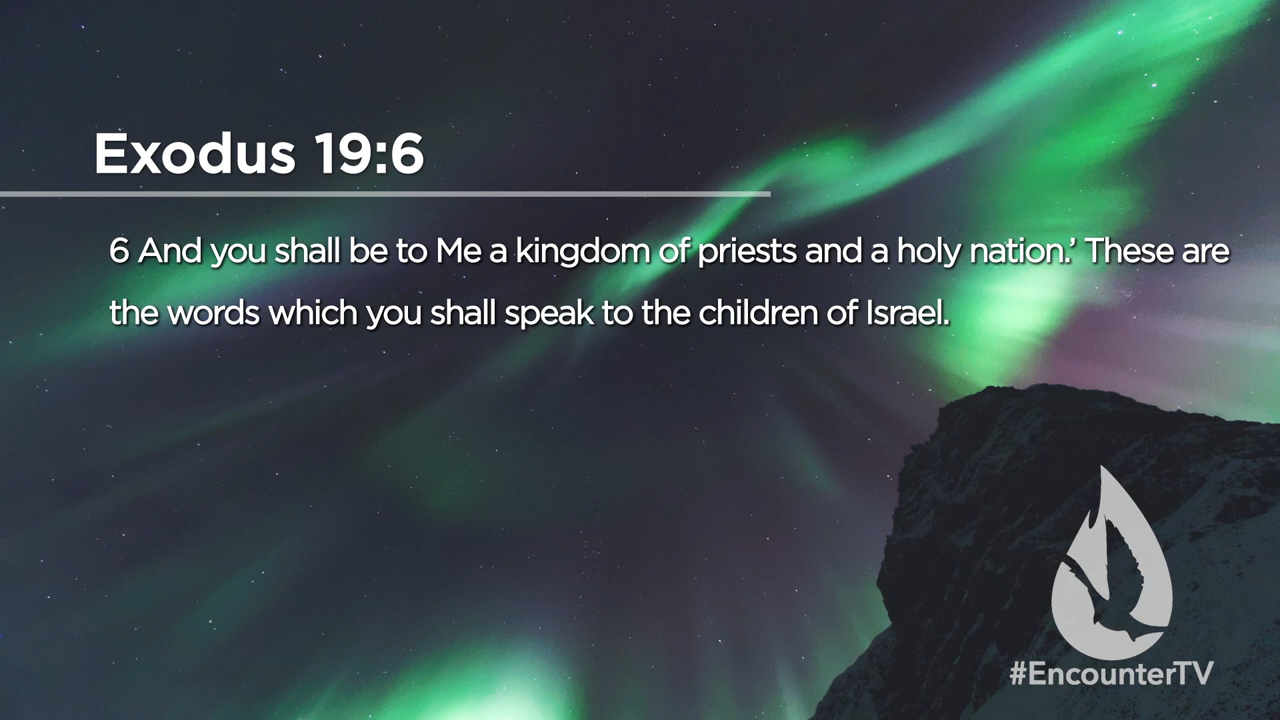 Exodus 19:6
6 And you shall be to Me a kingdom of priests and a holy nation.’ These are
the words which you shall speak to the children of Israel.
#EncounterTV